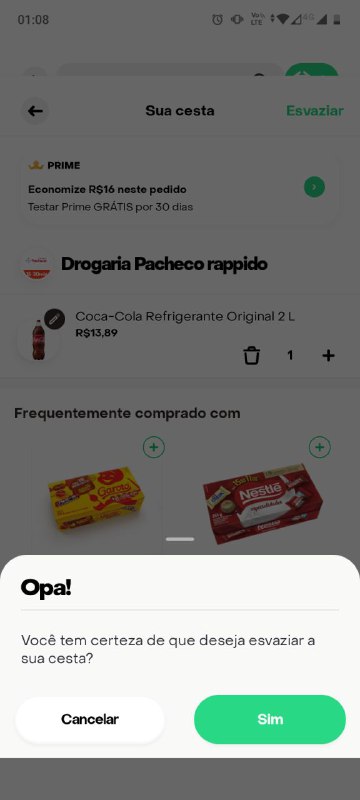 01:08
Vo
LTE
4G
Sua cesta
Esvaziar
PRIME
Economize R$16 neste pedido
Testar Prime GRÁTIS por 30 dias
Drogaria Pacheco rappido
Coca-Cola Refrigerante Original 2 L
R$13,89
1
Frequentemente comprado com
Garoto
Nestlé
especialidades
Opa!
Você tem certeza de que deseja esvaziar a
sua cesta?
Cancelar
Sim